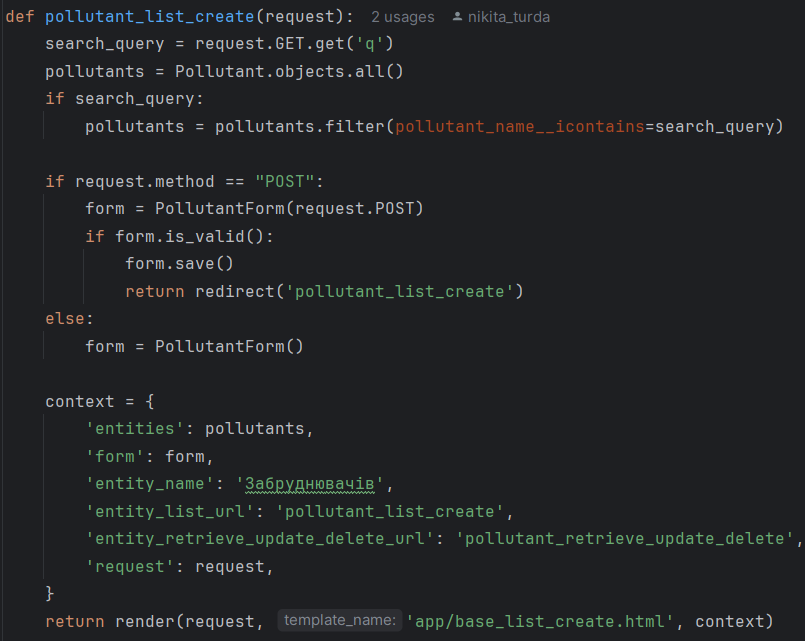 def pollutant_list_create(request): 2 usages nikita_turda
    search_query = request.GET.get('q')
    pollutants = Pollutant.objects.all()
    if search_query:
        pollutants = pollutants.filter(pollutant_name__icontains=search_query)

    if request.method == "POST":
        form = PollutantForm(request.POST)
        if form.is_valid():
            form.save()
            return redirect('pollutant_list_create')
    else:
        form = PollutantForm()

    context = {
        'entities': pollutants,
        'form': form,
        'entity_name': 'Забруднювачів',
        'entity_list_url': 'pollutant_list_create',
        'entity_retrieve_update_delete_url': 'pollutant_retrieve_update_delete',
        'request': request,
    }
    return render(request, template_name: 'app/base_list_create.html', context)